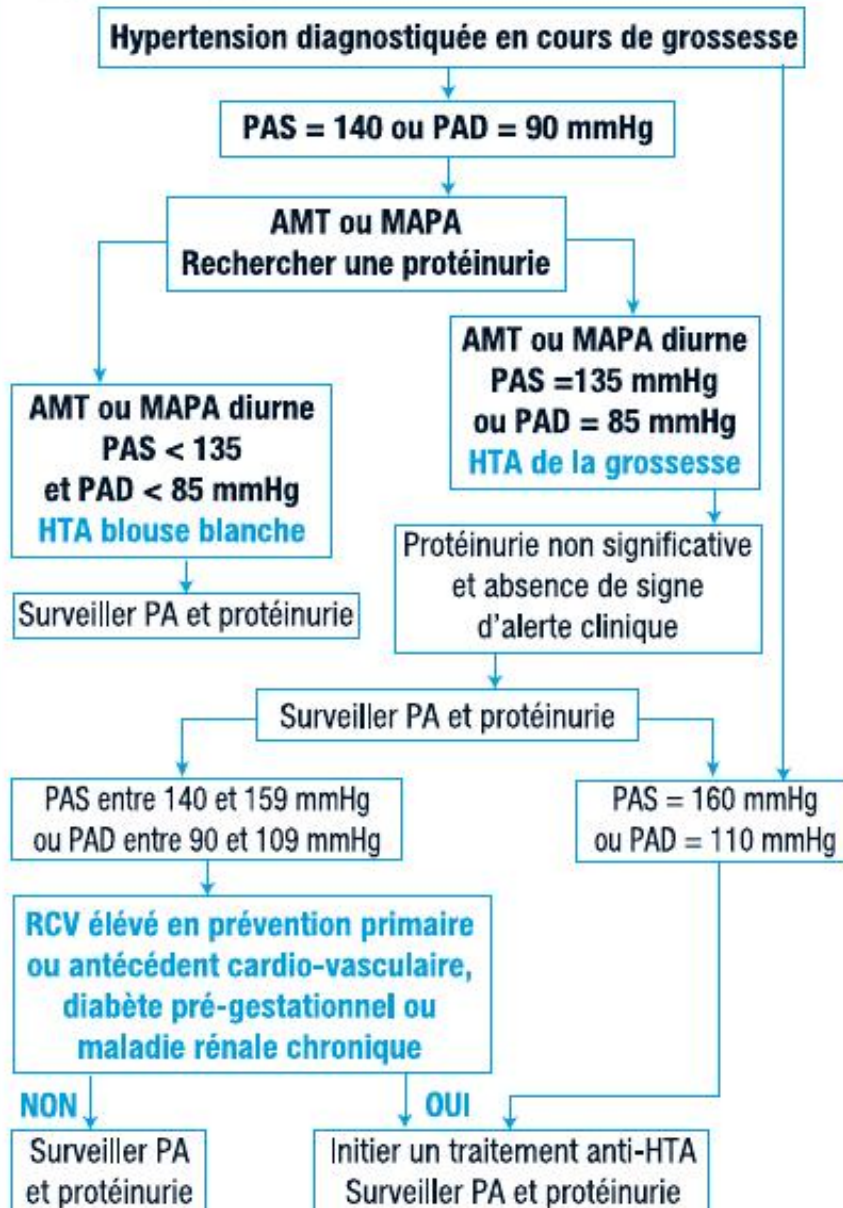 Hypertension diagnostiquée en cours de grossesse
PAS = 140 ou PAD = 90 mmHg
AMT ou MAPA
Rechercher une protéinurie
AMT ou MAPA diurne
PAS < 135
et PAD < 85 mmHg
HTA blouse blanche
Surveiller PA et protéinurie
AMT ou MAPA diurne
PAS =135 mmHg
ou PAD = 85 mmHg
HTA de la grossesse
Protéinurie non significative
et absence de signe
d'alerte clinique
Surveiller PA et protéinurie
PAS entre 140 et 159 mmHg
ou PAD entre 90 et 109 mmHg
PAS = 160 mmHg
ou PAD = 110 mmHg
RCV élévé en prévention primaire
ou antécédent cardio-vasculaire,
diabète pré-gestationnel ou
maladie rénale chronique
NON
OUI
Surveiller PA
et protéinurie
Initier un traitement anti-HTA
Surveiller PA et protéinurie